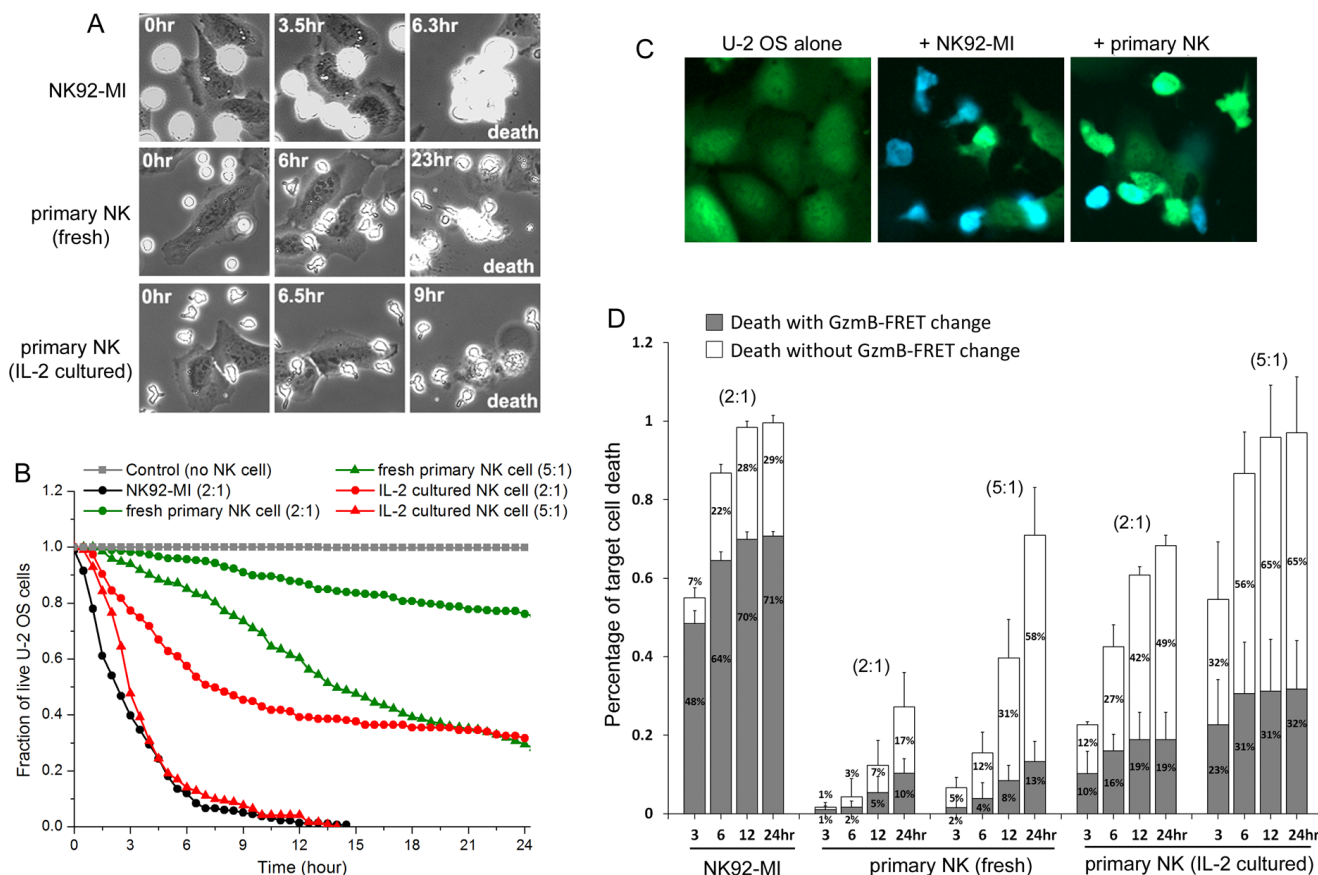 A
NK92-MI
0hr
3.5hr
6.3hr
death
primary NK
(fresh)
0hr
6hr
23hr
death
primary NK
(IL-2 cultured)
0hr
6.5hr
9hr
death
B
Control (no NK cell)
NK92-MI (2:1)
fresh primary NK cell (2:1)
fresh primary NK cell (5:1)
IL-2 cultured NK cell (2:1)
IL-2 cultured NK cell (5:1)
Fraction of live U-2 OS cells
1.2
1.0
0.8
0.6
0.4
0.2
0.0
0 3 6 9 12 15 18 21 24
Time (hour)
C
U-2 OS alone
+ NK92-MI
+ primary NK
D
Death with GzmB-FRET change
Death without GzmB-FRET change
Percentage of target cell death
1.2
1
0.8
0.6
0.4
0.2
0
(2:1)
7% 22% 28% 29%
48% 64% 70% 71%
(2:1)
1% 3% 7% 17%
1% 2% 5% 10%
(5:1)
5% 12% 31% 58%
2% 4% 8% 13%
(2:1)
12% 27% 42% 49%
10% 16% 19% 19%
(5:1)
32% 56% 65% 65%
23% 31% 31% 32%
3 6 12 24hr
3 6 12 24hr
3 6 12 24hr
3 6 12 24hr
3 6 12 24hr
NK92-MI
primary NK (fresh)
primary NK (IL-2 cultured)